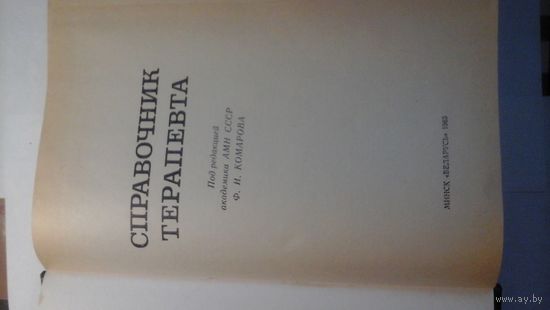 СПРАВОЧНИК
ТЕРАПЕВТА
Под редакцией
академика АМН СССР
Ф. И. КОМАРОВА
МИНСК «БЕЛАРУСЬ» 1983
www.ay.by